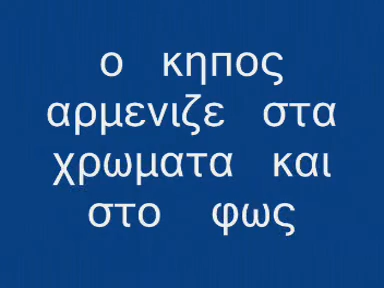 ο κηπος
αρμενιζε στα
χρωματα και
στο φως